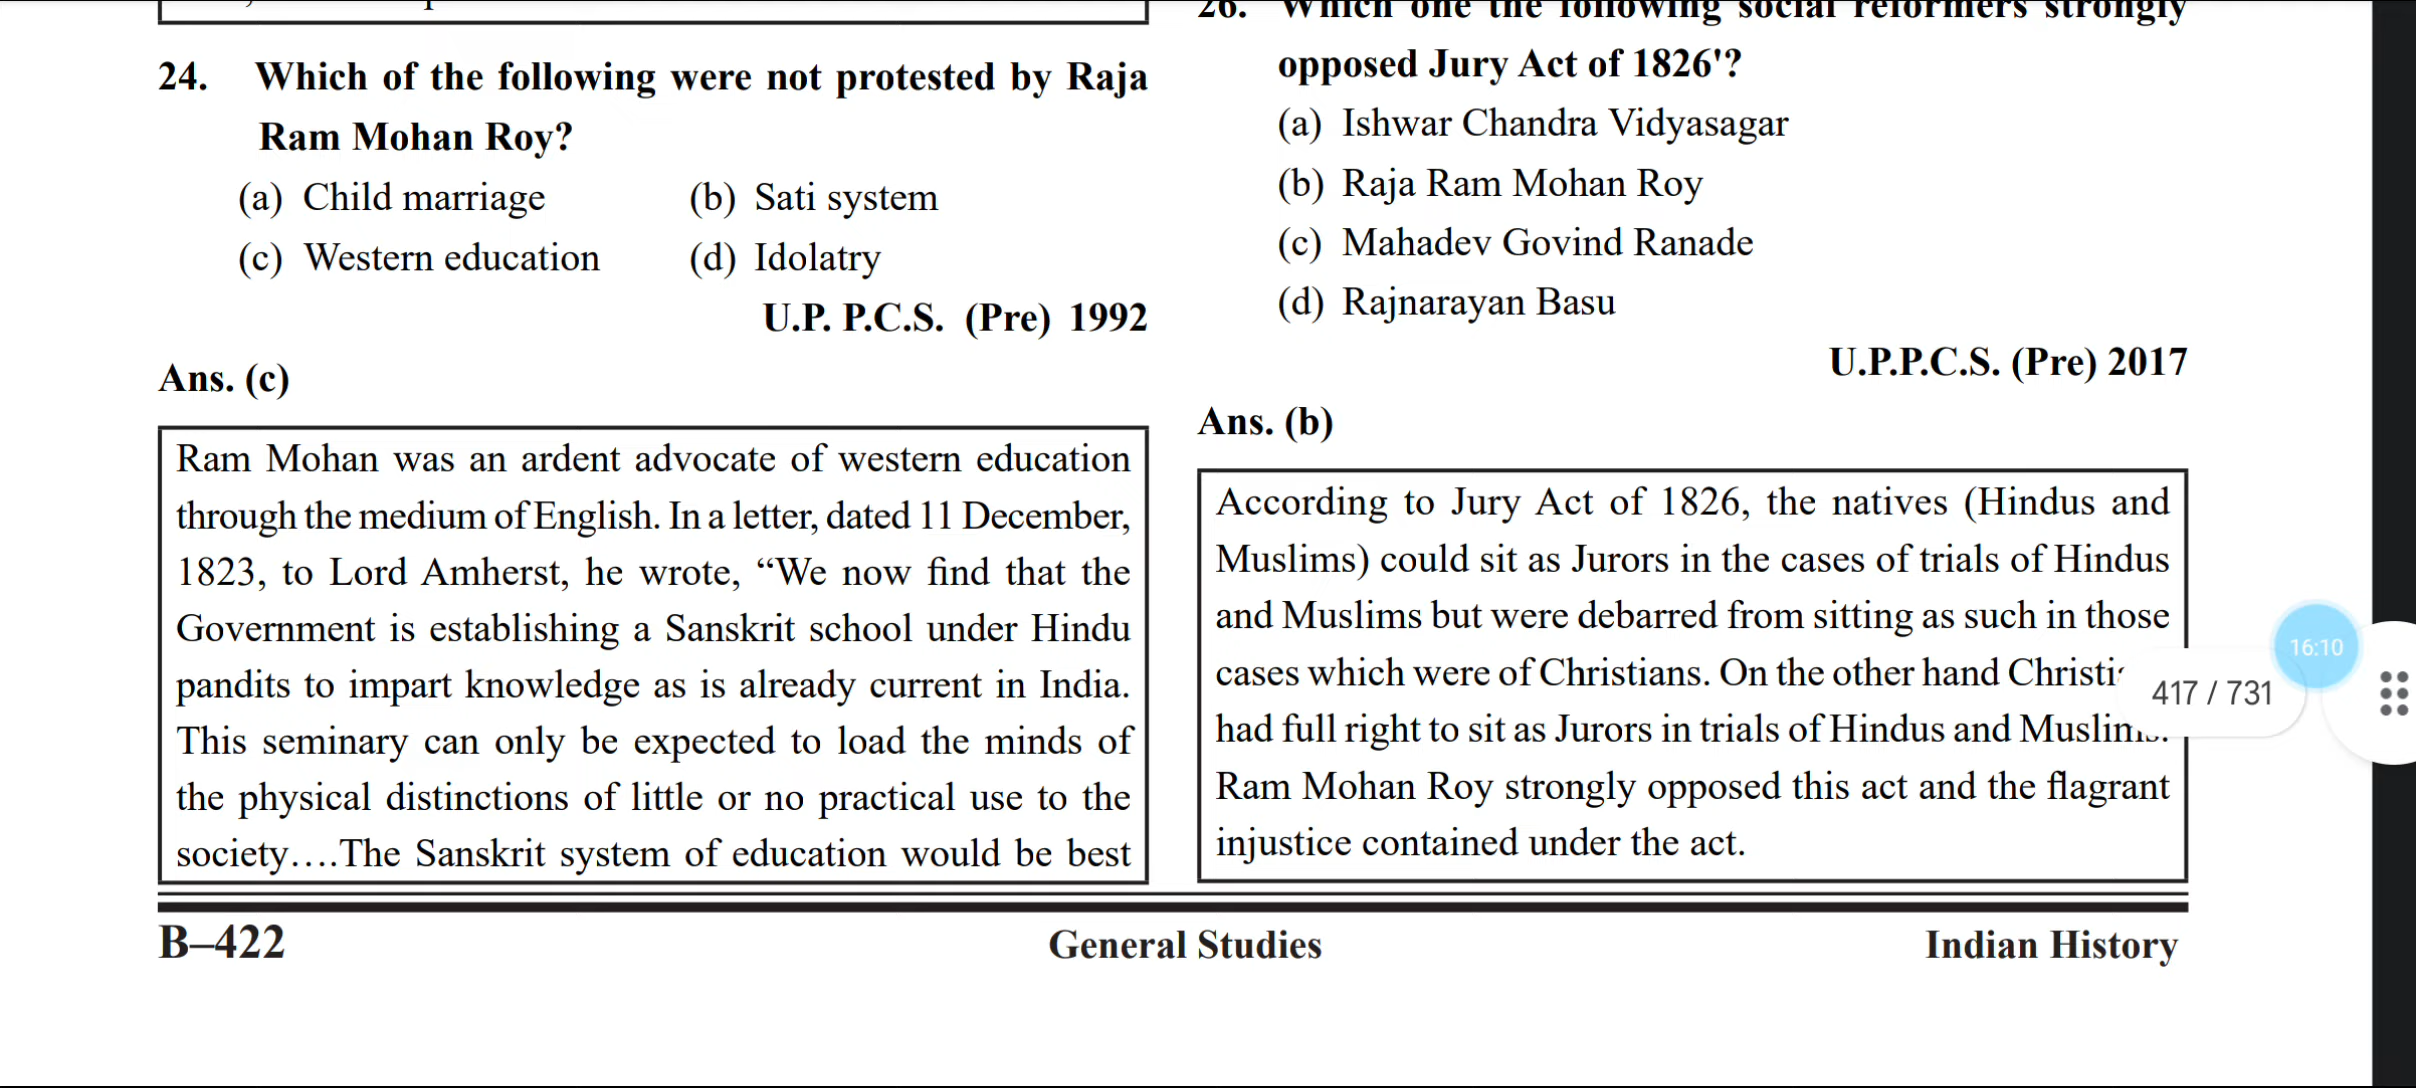 24. Which of the following were not protested by Raja
Ram Mohan Roy?
(a) Child marriage (b) Sati system
(c) Western education (d) Idolatry
U.P. P.C.S. (Pre) 1992
Ans. (c)
Ram Mohan was an ardent advocate of western education
through the medium of English. In a letter, dated 11 December,
1823, to Lord Amherst, he wrote, “We now find that the
Government is establishing a Sanskrit school under Hindu
pandits to impart knowledge as is already current in India.
This seminary can only be expected to load the minds of
the physical distinctions of little or no practical use to the
society....The Sanskrit system of education would be best
26. Which one the following social reformers strongly
opposed Jury Act of 1826'?
(a) Ishwar Chandra Vidyasagar
(b) Raja Ram Mohan Roy
(c) Mahadev Govind Ranade
(d) Rajnarayan Basu
U.P.P.C.S. (Pre) 2017
Ans. (b)
According to Jury Act of 1826, the natives (Hindus and
Muslims) could sit as Jurors in the cases of trials of Hindus
and Muslims but were debarred from sitting as such in those
cases which were of Christians. On the other hand
had full right to sit as Jurors in trials of Hindus and
Ram Mohan Roy strongly opposed this act and the flagrant
injustice contained under the act.
16:10
417 / 731
B–422 General Studies Indian History